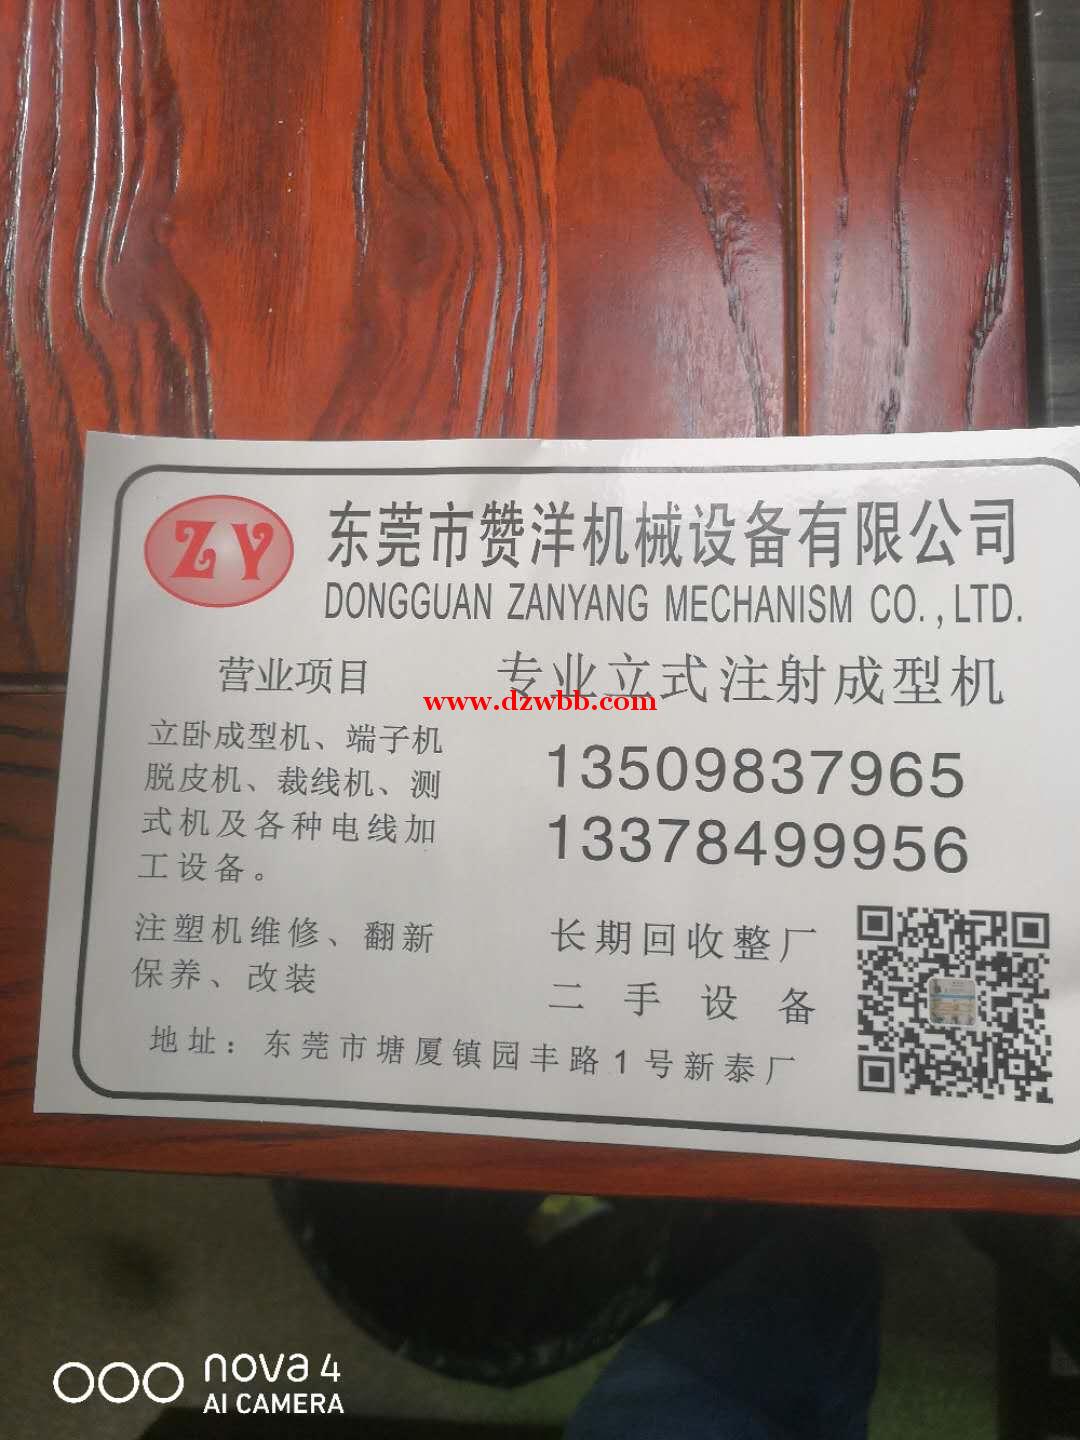 ZY
东莞市赞洋机械设备有限公司
DONGGUAN ZANYANG MECHANISM CO.,LTD.
营业项目
专业立式注射成型机
www.dzwbb.com
立卧成型机、端子机
脱皮机、裁线机、测
式机及各种电线加
工设备。
13509837965
13378499956
注塑机维修、翻新
保养、改装
长期回收整厂
二手设备
地址：东莞市塘厦镇园丰路1号新泰厂
nova 4
AI CAMERA